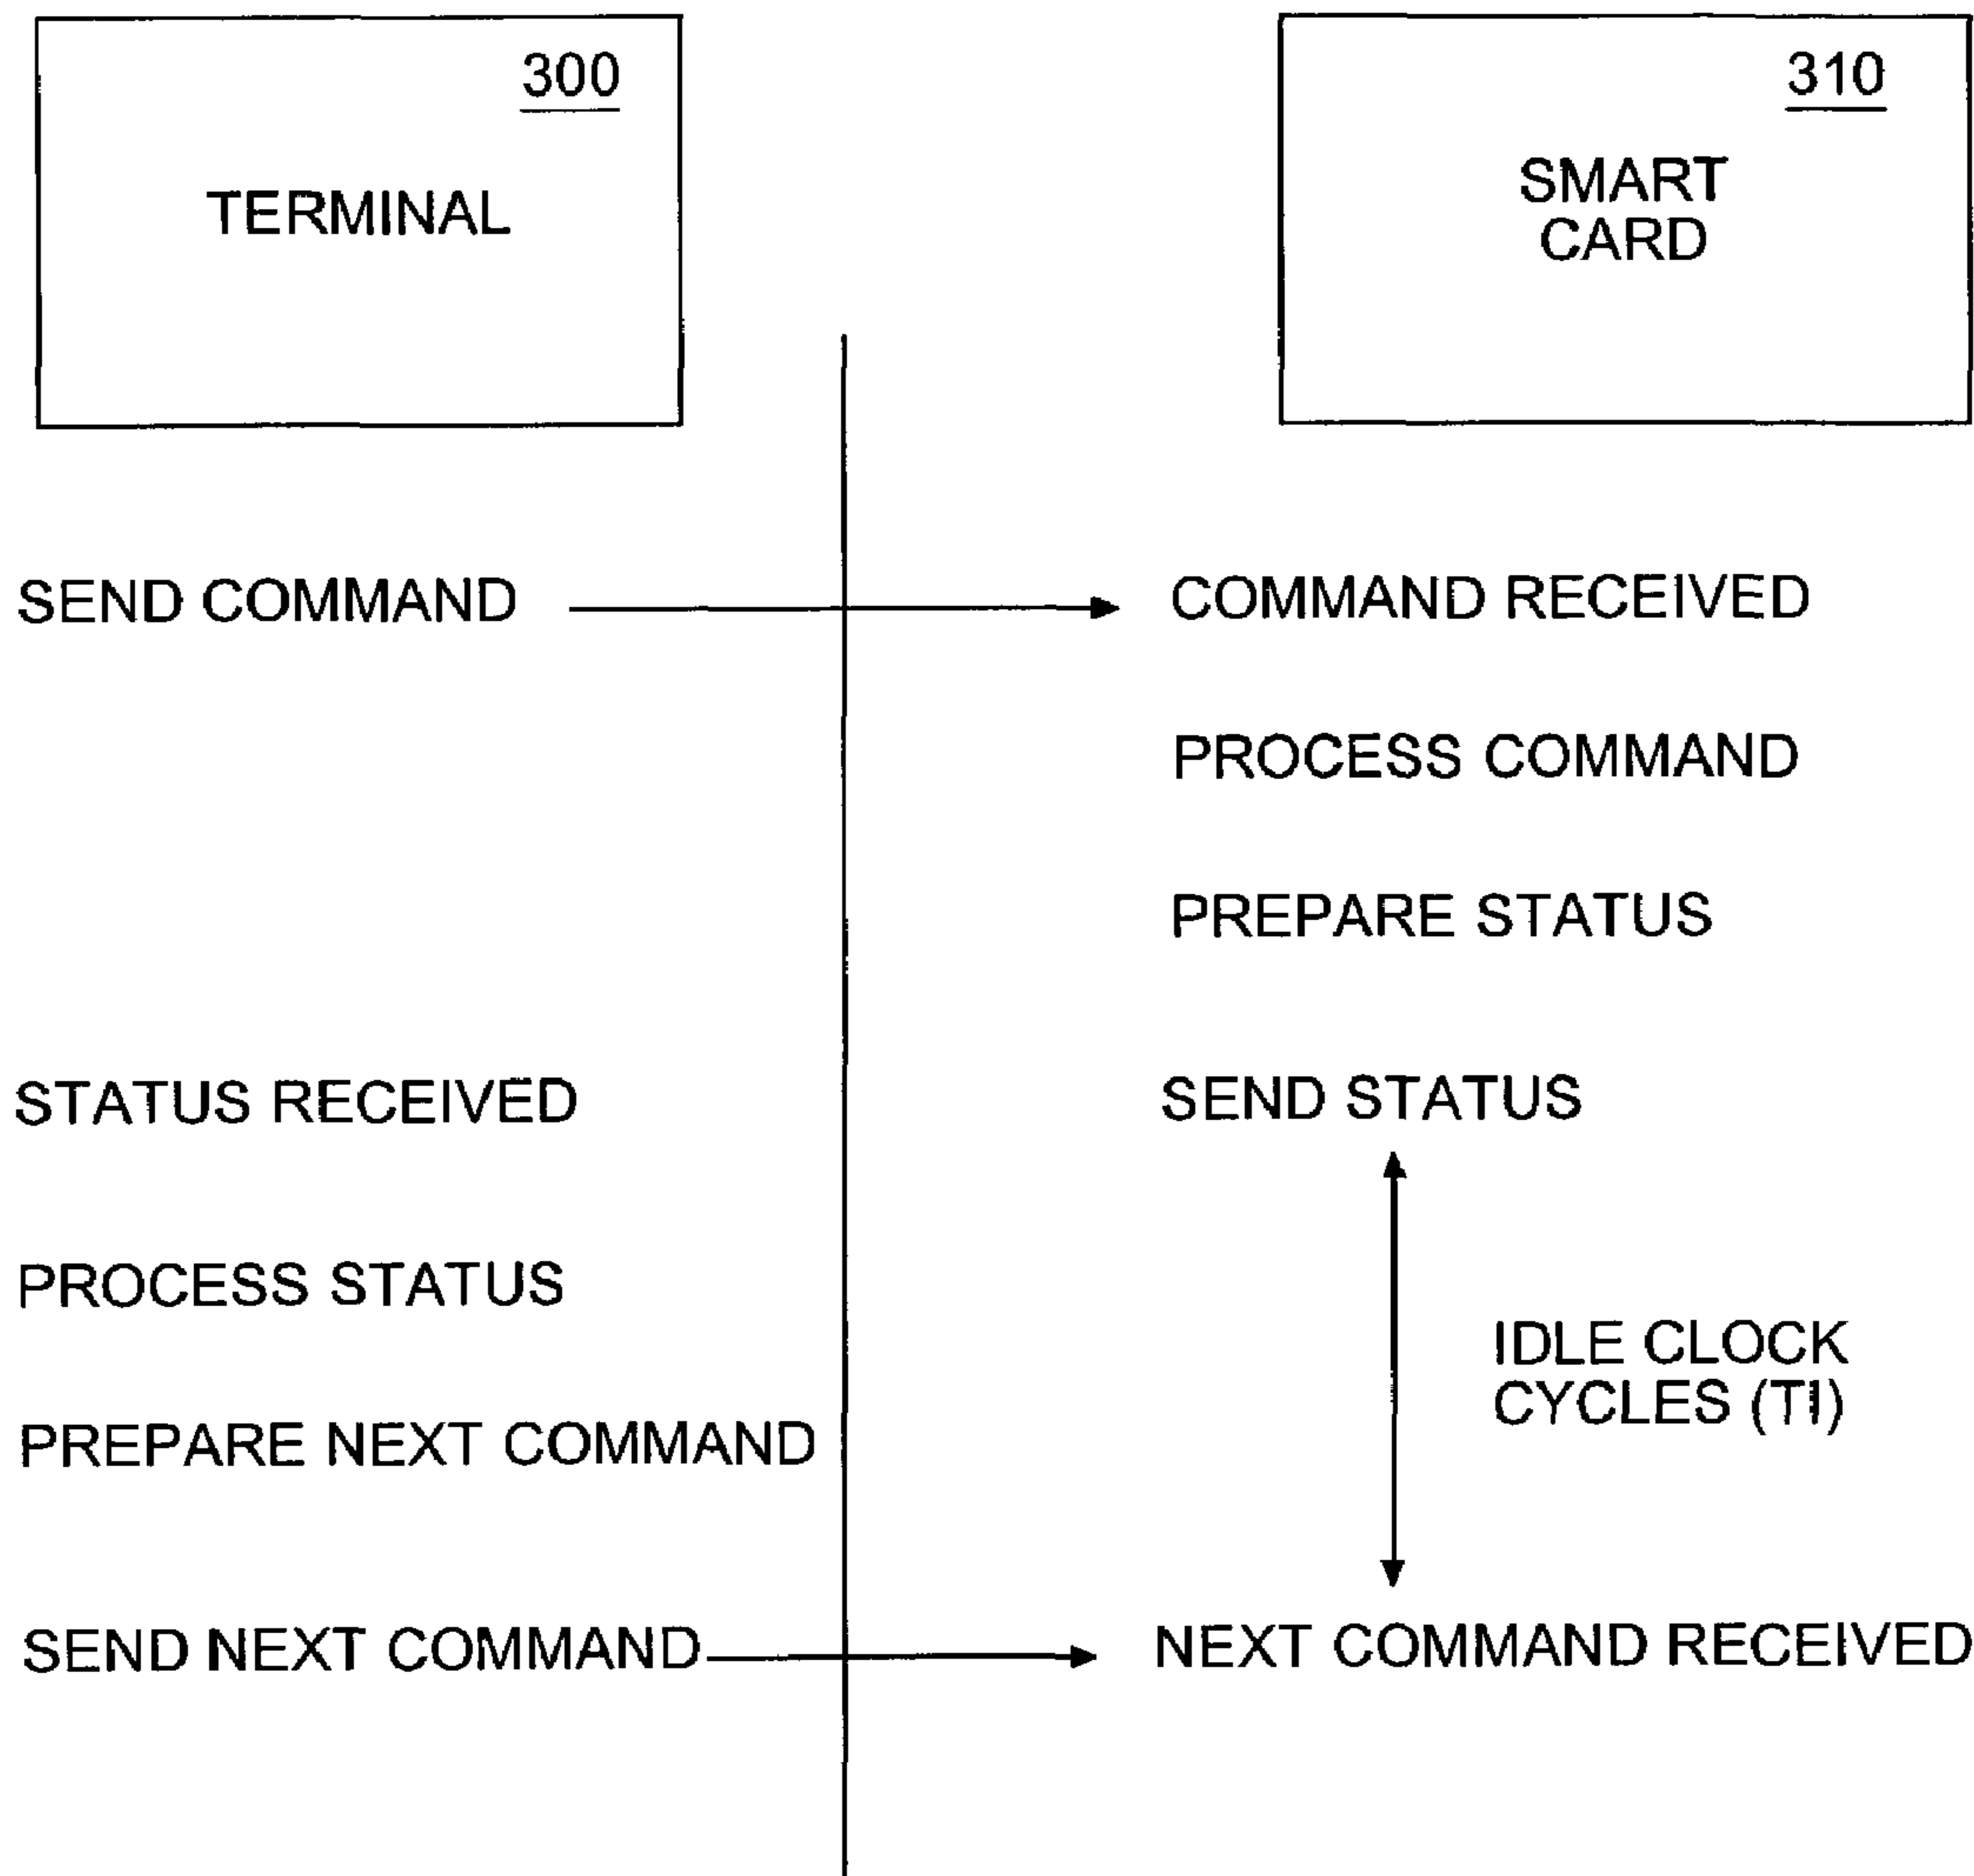 300
TERMINAL
310
SMART
CARD
SEND COMMAND
COMMAND RECEIVED
PROCESS COMMAND
PREPARE STATUS
STATUS RECEIVED
SEND STATUS
PROCESS STATUS
IDLE CLOCK
CYCLES (TI)
PREPARE NEXT COMMAND
SEND NEXT COMMAND
NEXT COMMAND RECEIVED